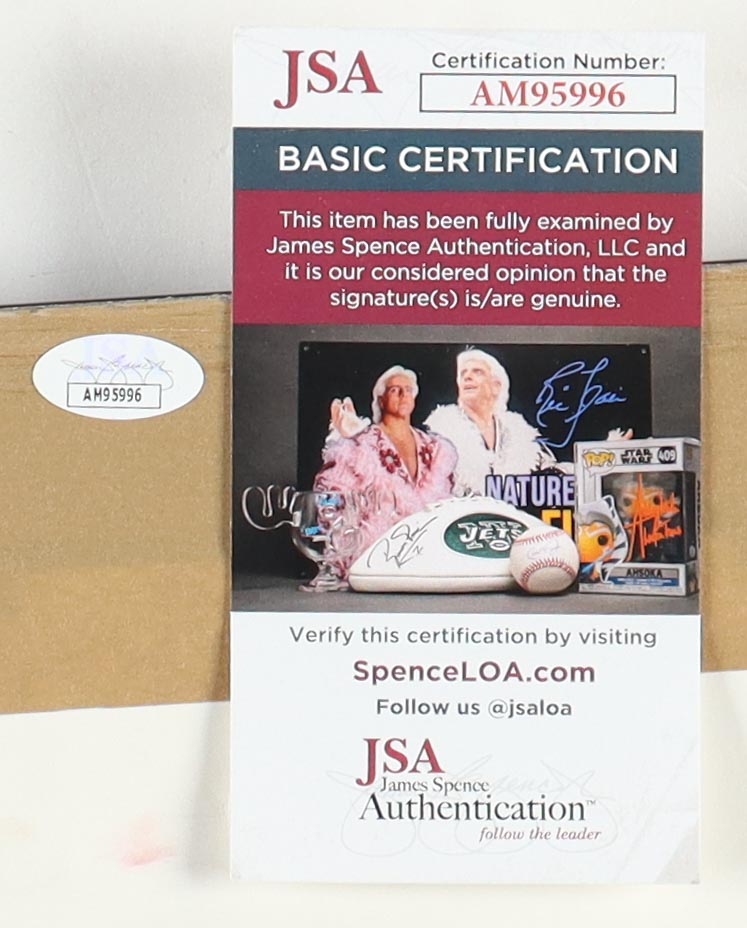 JSA
Certification Number:
AM95996
BASIC CERTIFICATION
This item has been fully examined by
James Spence Authentication, LLC and
it is our considered opinion that the
signature(s) is/are genuine.
JSA
AM95996
NATURE
JETS
POP!
STAR
WARS
409
AHSOKA
Verify this certification by visiting
SpenceLOA.com
Follow us @jsaloa
JSA
James Spence
Authentication™
follow the leader